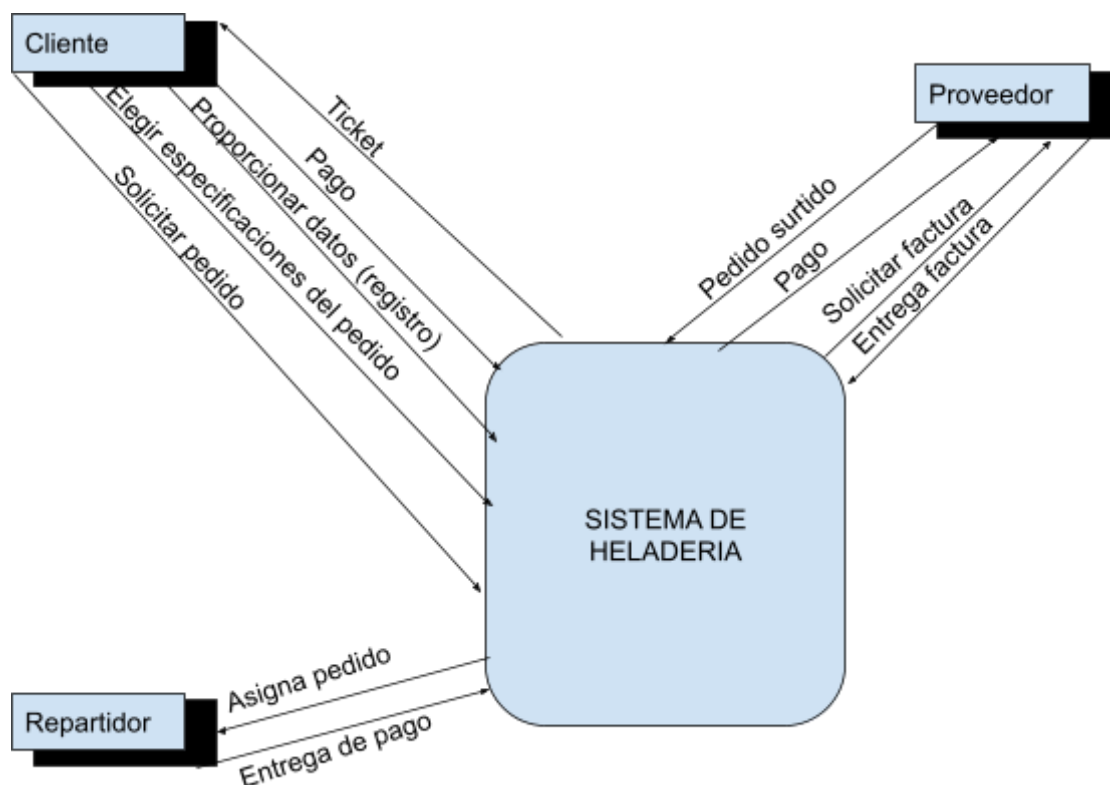 Cliente
Proveedor
Ticket
Pago
Proporcionar datos (registro)
Elegir especificaciones del pedido
Solicitar pedido
Pedido surtido
Pago
Solicitar factura
Entrega factura
SISTEMA DE
HELADERIA
Asigna pedido
Repartidor
Entrega de pago